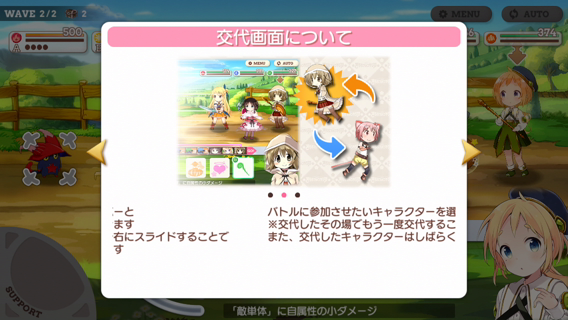 WAVE 2/2
2
MENU
AUTO
500
374
交代画面について
MENU
AUTO
ーと
ます
右にスライドすることで
す
バトルに参加させたいキャラクターを選
※交代したその場でもう一度交代するこ
また、交代したキャラクターはしばらく
SUPPORT
「敵単体」に自属性の小ダメージ